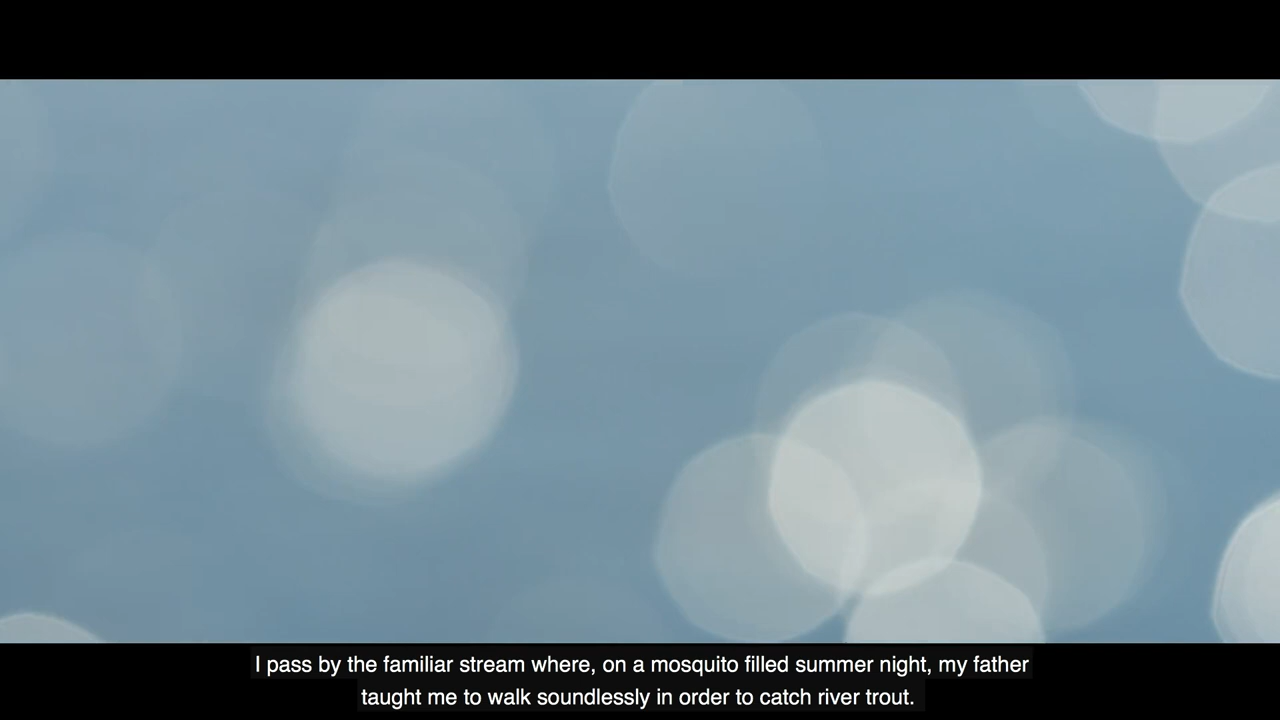 I pass by the familiar stream where, on a mosquito filled summer night, my father
taught me to walk soundlessly in order to catch river trout.